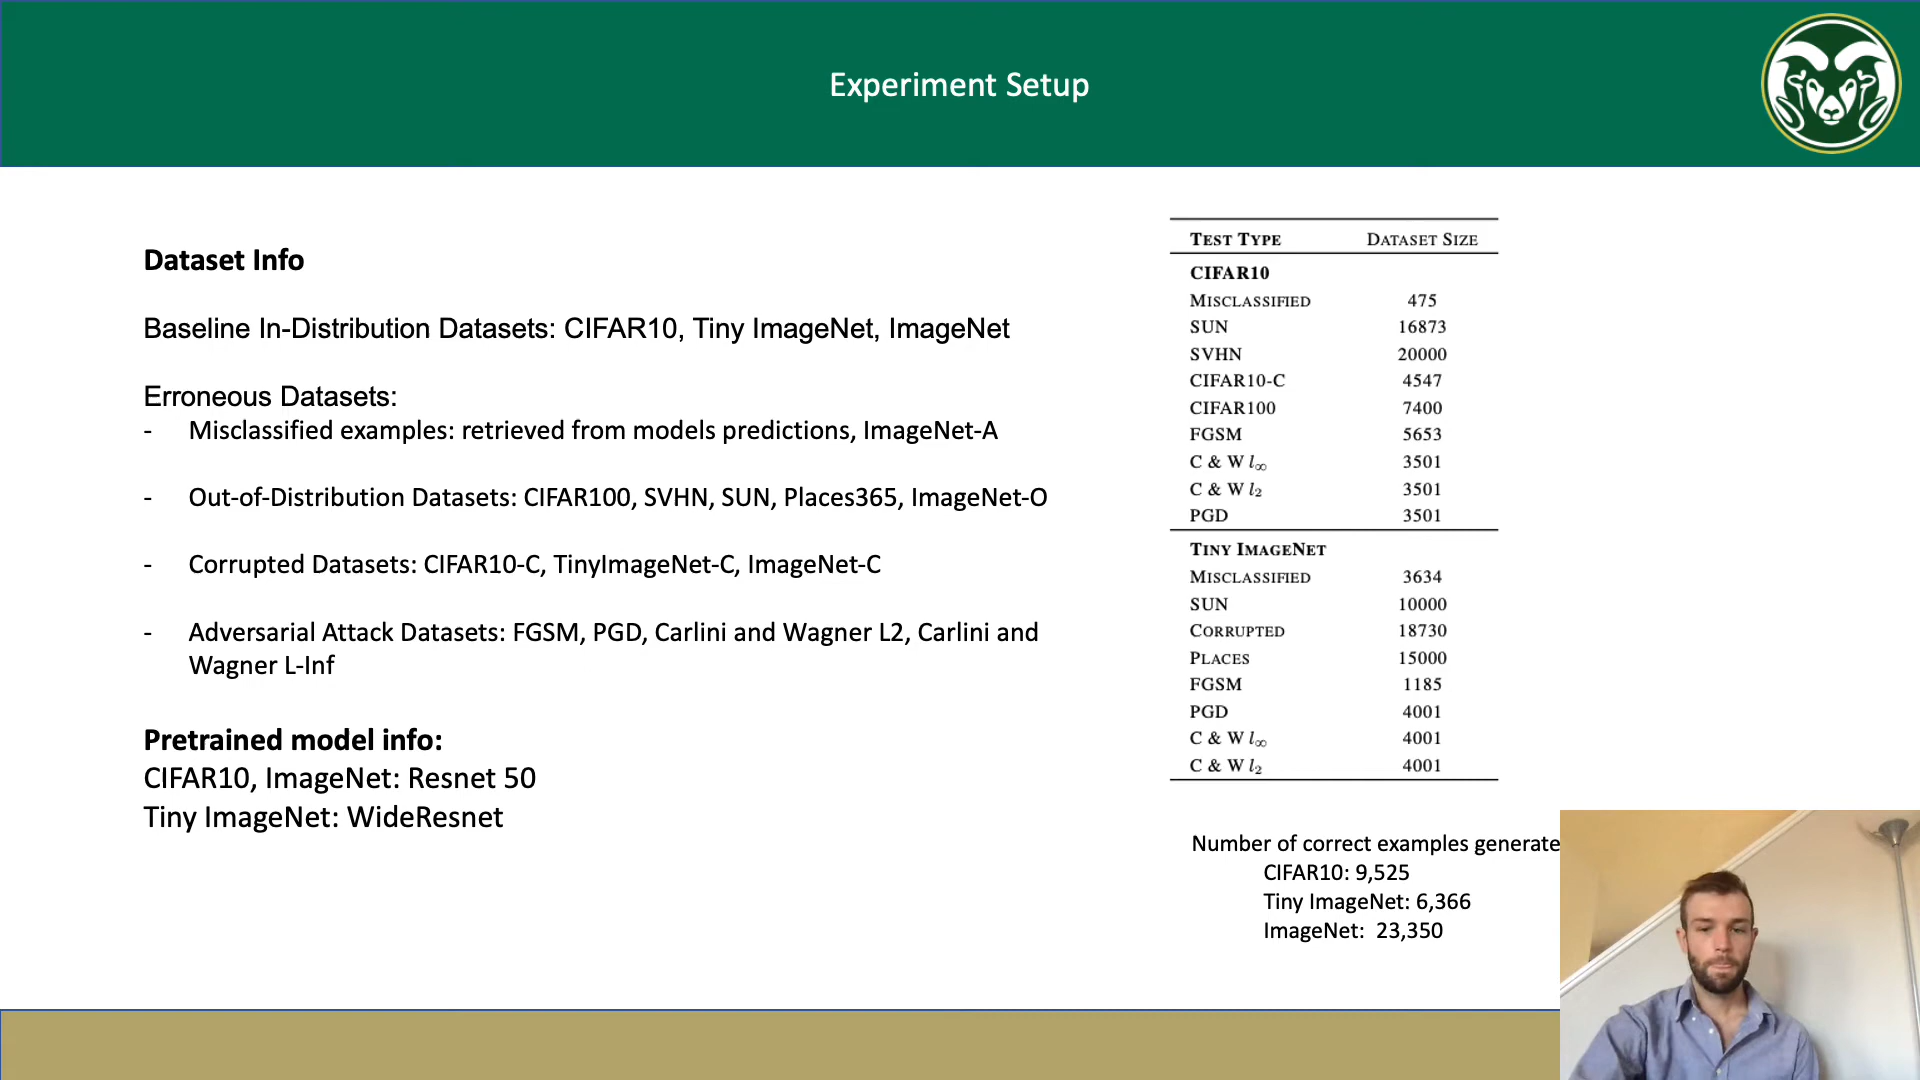 Experiment Setup
Dataset Info
Baseline In-Distribution Datasets: CIFAR10, Tiny ImageNet, ImageNet
Erroneous Datasets:
- Misclassified examples: retrieved from models predictions, ImageNet-A
- Out-of-Distribution Datasets: CIFAR100, SVHN, SUN, Places365, ImageNet-O
- Corrupted Datasets: CIFAR10-C, TinyImageNet-C, ImageNet-C
- Adversarial Attack Datasets: FGSM, PGD, Carlini and Wagner L2, Carlini and
Wagner L-Inf
Pretrained model info:
CIFAR10, ImageNet: Resnet 50
Tiny ImageNet: WideResnet
TEST TYPE DATASET SIZE
CIFAR10
MISCLASSIFIED 475
SUN 16873
SVHN 20000
CIFAR10-C 4547
CIFAR100 7400
FGSM 5653
C & W l∞ 3501
C & W l2 3501
PGD 3501
TINY IMAGENET
MISCLASSIFIED 3634
SUN 10000
CORRUPTED 18730
PLACES 15000
FGSM 1185
PGD 4001
C & W l∞ 4001
C & W l2 4001
Number of correct examples generate
CIFAR10: 9,525
Tiny ImageNet: 6,366
ImageNet: 23,350